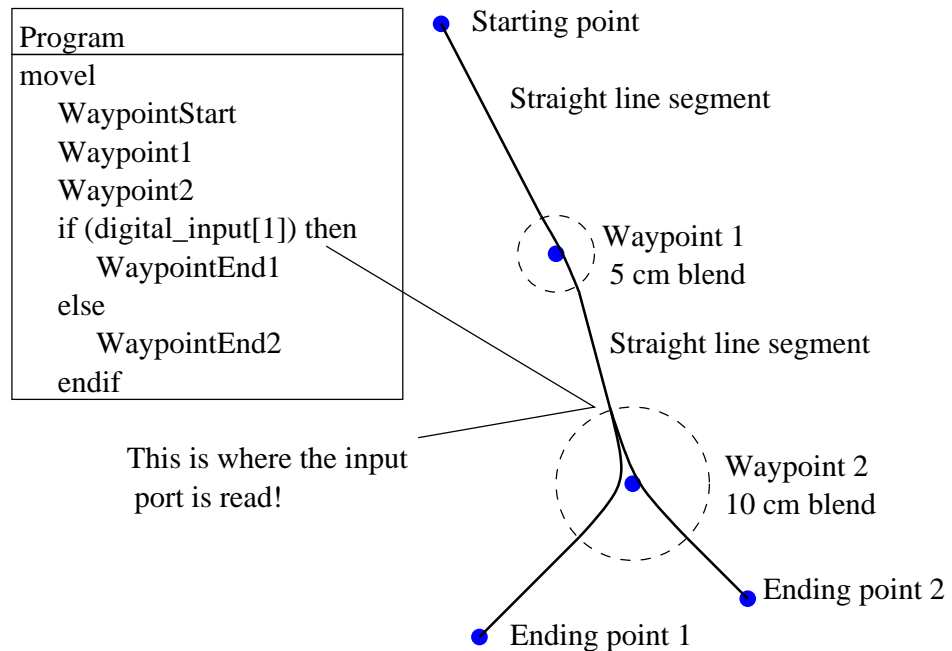 Program
movel
WaypointStart
Waypoint1
Waypoint2
if (digital_input[1]) then
WaypointEnd1
else
WaypointEnd2
endif
Starting point
Straight line segment
Waypoint 1
5 cm blend
Straight line segment
This is where the input
port is read!
Waypoint 2
10 cm blend
Ending point 2
Ending point 1